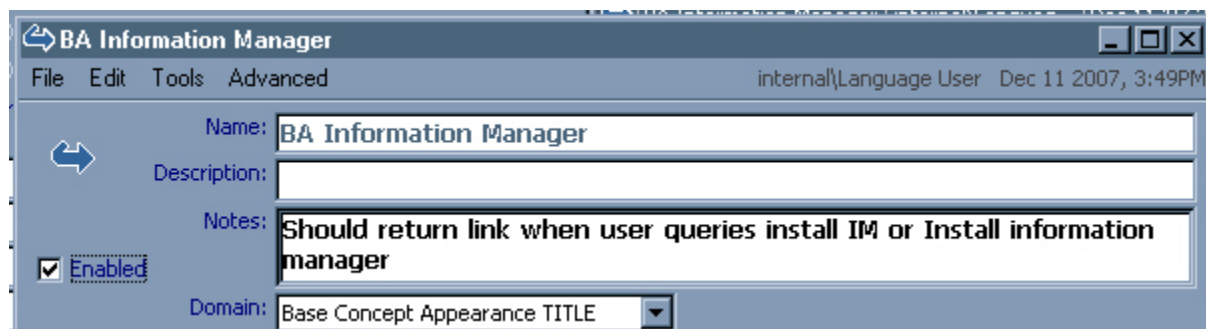 BA Information Manager
File Edit Tools Advanced internal\Language User Dec 11 2007, 3:49PM
Name: BA Information Manager
Description:
Notes: Should return link when user queries install IM or Install information
manager
Enabled
Domain: Base Concept Appearance TITLE